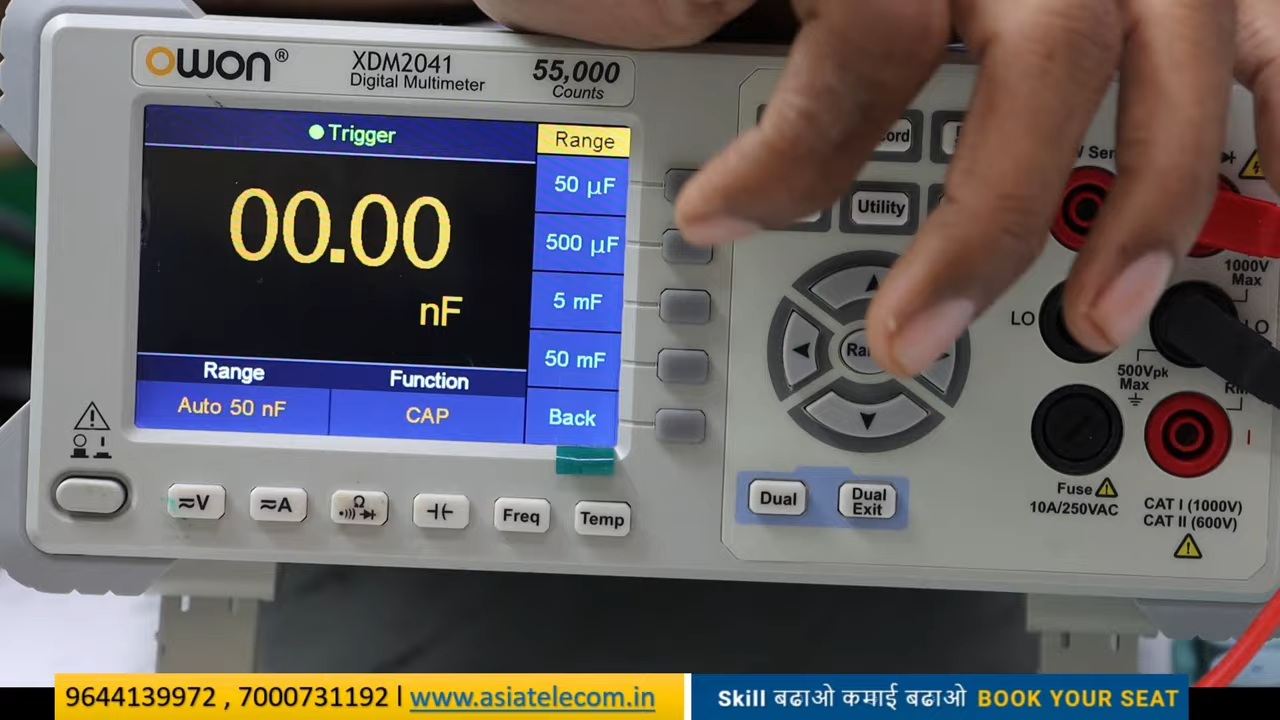 OWON®
XDM2041
Digital Multimeter
55,000
Counts
Trigger
Range
00.00
nF
50 µF
500 µF
5 mF
50 mF
Back
Range
Function
Auto 50 nF
CAP
≂V
≂A
Ω
Freq
Temp
Utility
Dual
Dual
Exit
1000V
Max
LO
LO
500Vpk
Max
I
Fuse
10A/250VAC
CAT I (1000V)
CAT II (600V)
9644139972 , 7000731192 | www.asiatelecom.in
Skill बढाओ कमाई बढाओ BOOK YOUR SEAT